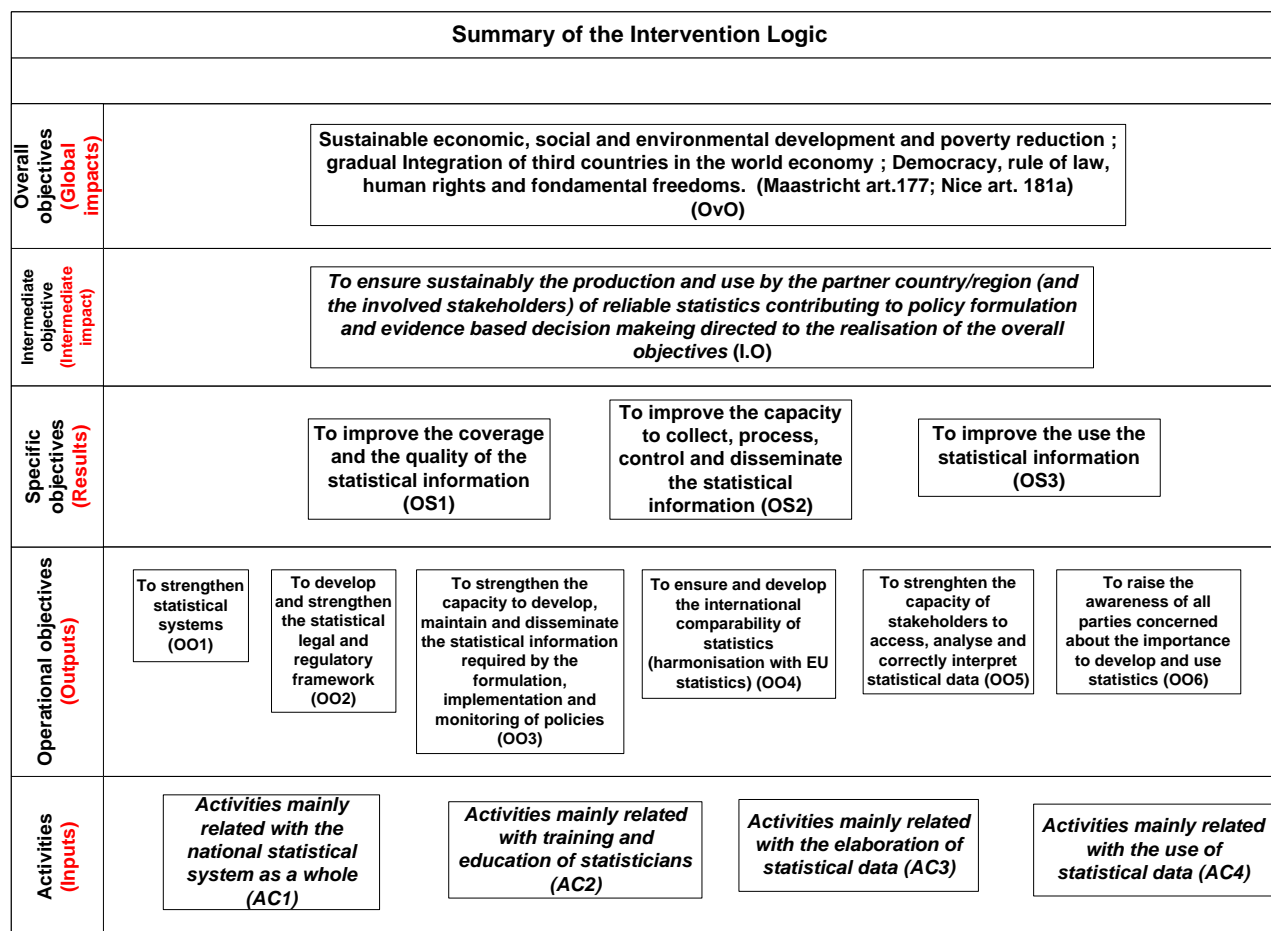 Summary of the Intervention Logic
Overall
objectives
(Global
impacts)
Sustainable economic, social and environmental development and poverty reduction ;
gradual Integration of third countries in the world economy ; Democracy, rule of law,
human rights and fondamental freedoms.  (Maastricht art.177; Nice art. 181a)
(OvO)
Intermediate
objective
(Intermediate
impact)
To ensure sustainably the production and use by the partner country/region (and
the involved stakeholders) of reliable statistics contributing to policy formulation
and evidence based decision makeing directed to the realisation of the overall
objectives (I.O)
Specific
objectives
(Results)
To improve the coverage
and the quality of the
statistical information
(OS1)
To improve the capacity
to collect, process,
control and disseminate
the statistical
information (OS2)
To improve the use the
statistical information
(OS3)
Operational objectives
(Outputs)
To strengthen
statistical
systems
(OO1)
To develop
and strengthen
the statistical
legal and
regulatory
framework
(OO2)
To strengthen the
capacity to develop,
maintain and disseminate
the statistical information
required by the
formulation,
implementation and
monitoring of policies
(OO3)
To ensure and develop
the international
comparability of
statistics
(harmonisation with EU
statistics) (OO4)
To strenghten the
capacity of
stakeholders to
access, analyse and
correctly interpret
statistical data (OO5)
To raise the
awareness of all
parties concerned
about the importance
to develop and use
statistics (OO6)
Activities
(Inputs)
Activities mainly
related with the
national statistical
system as a whole
(AC1)
Activities mainly related
with training and
education of statisticians
(AC2)
Activities mainly related
with the elaboration of
statistical data (AC3)
Activities mainly related
with the use of
statistical data (AC4)